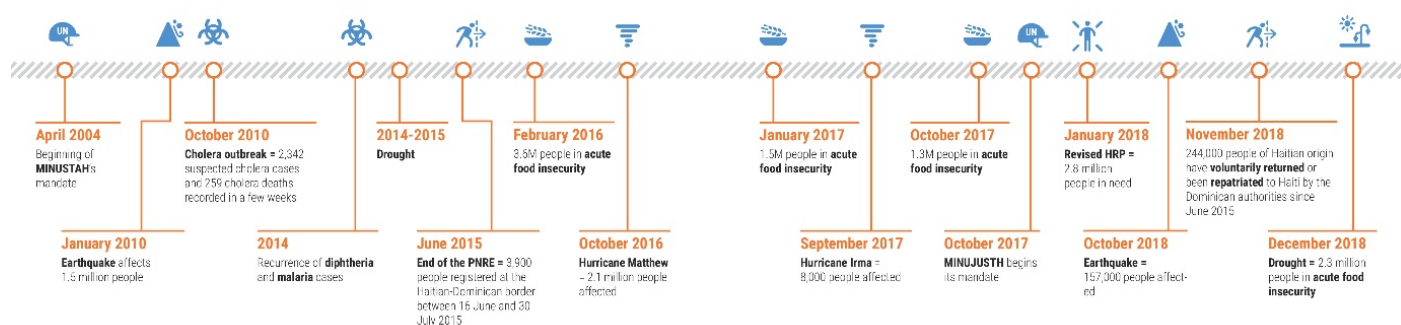 UN
UN
April 2004
Beginning of
MINUSTAH's
mandate
January 2010
Earthquake affects
1.5 million people
October 2010
Cholera outbreak = 2,342
suspected cholera cases
and 259 cholera deaths
recorded in a few weeks
2014
Recurrence of diphtheria
and malaria cases
2014-2015
Drought
June 2015
End of the PNRE = 3,900
people registered at the
Haitian-Dominican border
between 16 June and 30
July 2015
February 2016
3.6M people in acute
food insecurity
October 2016
Hurricane Matthew
= 2.1 million people
affected
January 2017
1.5M people in acute
food insecurity
September 2017
Hurricane Irma =
8,000 people affected
October 2017
1.3M people in acute
food insecurity
October 2017
MINUJUSTH begins
its mandate
January 2018
Revised HRP =
2.8 million
people in need
October 2018
Earthquake =
157,000 people affect-
ed
November 2018
244,000 people of Haitian origin
have voluntarily returned or
been repatriated to Haiti by the
Dominican authorities since
June 2015
December 2018
Drought = 2.3 million
people in acute food
insecurity